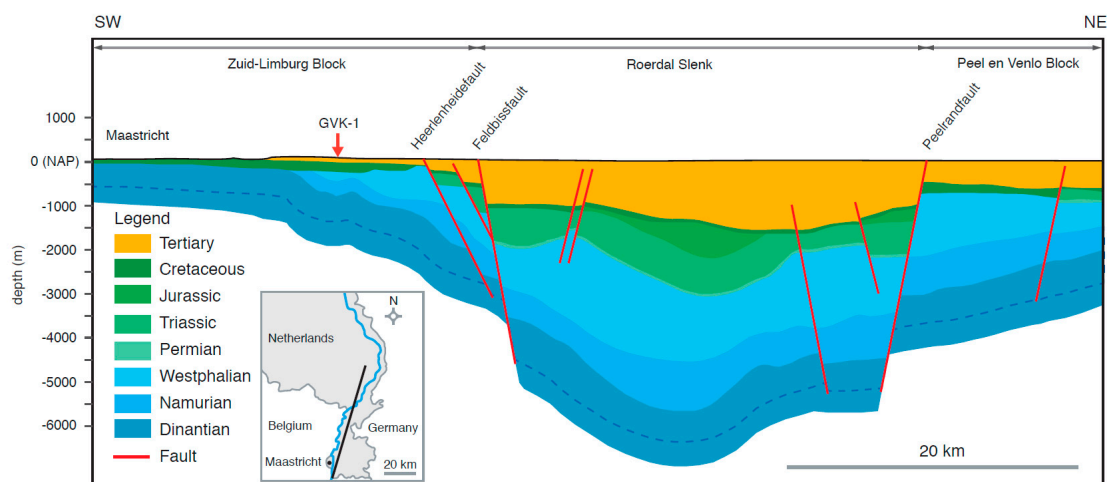 SW
NE
Zuid-Limburg Block
Roerdal Slenk
Peel en Venlo Block
Heerlenheidefault
Feldbissfault
Peelrandfault
GVK-1
Maastricht
depth (m)
1000
0 (NAP)
-1000
-2000
-3000
-4000
-5000
-6000
Legend
Tertiary
Cretaceous
Jurassic
Triassic
Permian
Westphalian
Namurian
Dinantian
Fault
N
Netherlands
Belgium
Germany
Maastricht
20 km
20 km